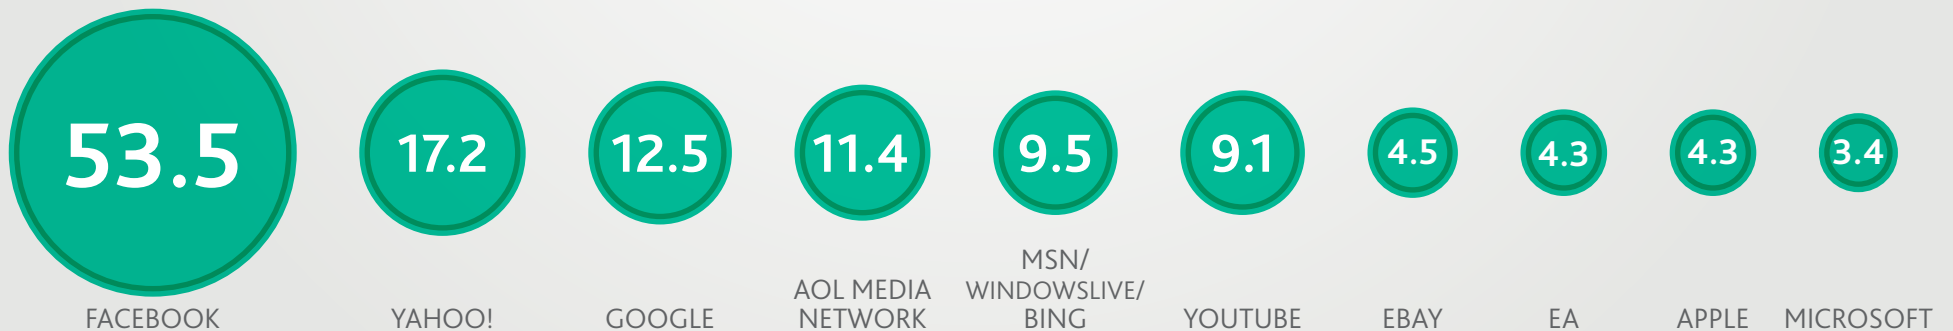 53.5
17.2
12.5
11.4
9.5
9.1
4.5
4.3
4.3
3.4
FACEBOOK
YAHOO!
GOOGLE
AOL MEDIA
NETWORK
MSN/
WINDOWSLIVE/
BING
YOUTUBE
EBAY
EA
APPLE
MICROSOFT